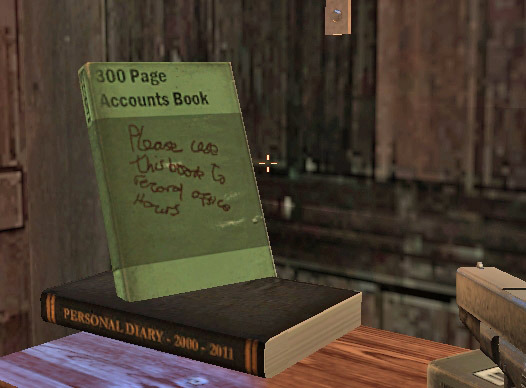 300 Page
Accounts Book
Please use
this book to
record office
Hours
PERSONAL DIARY - 2000 - 2011